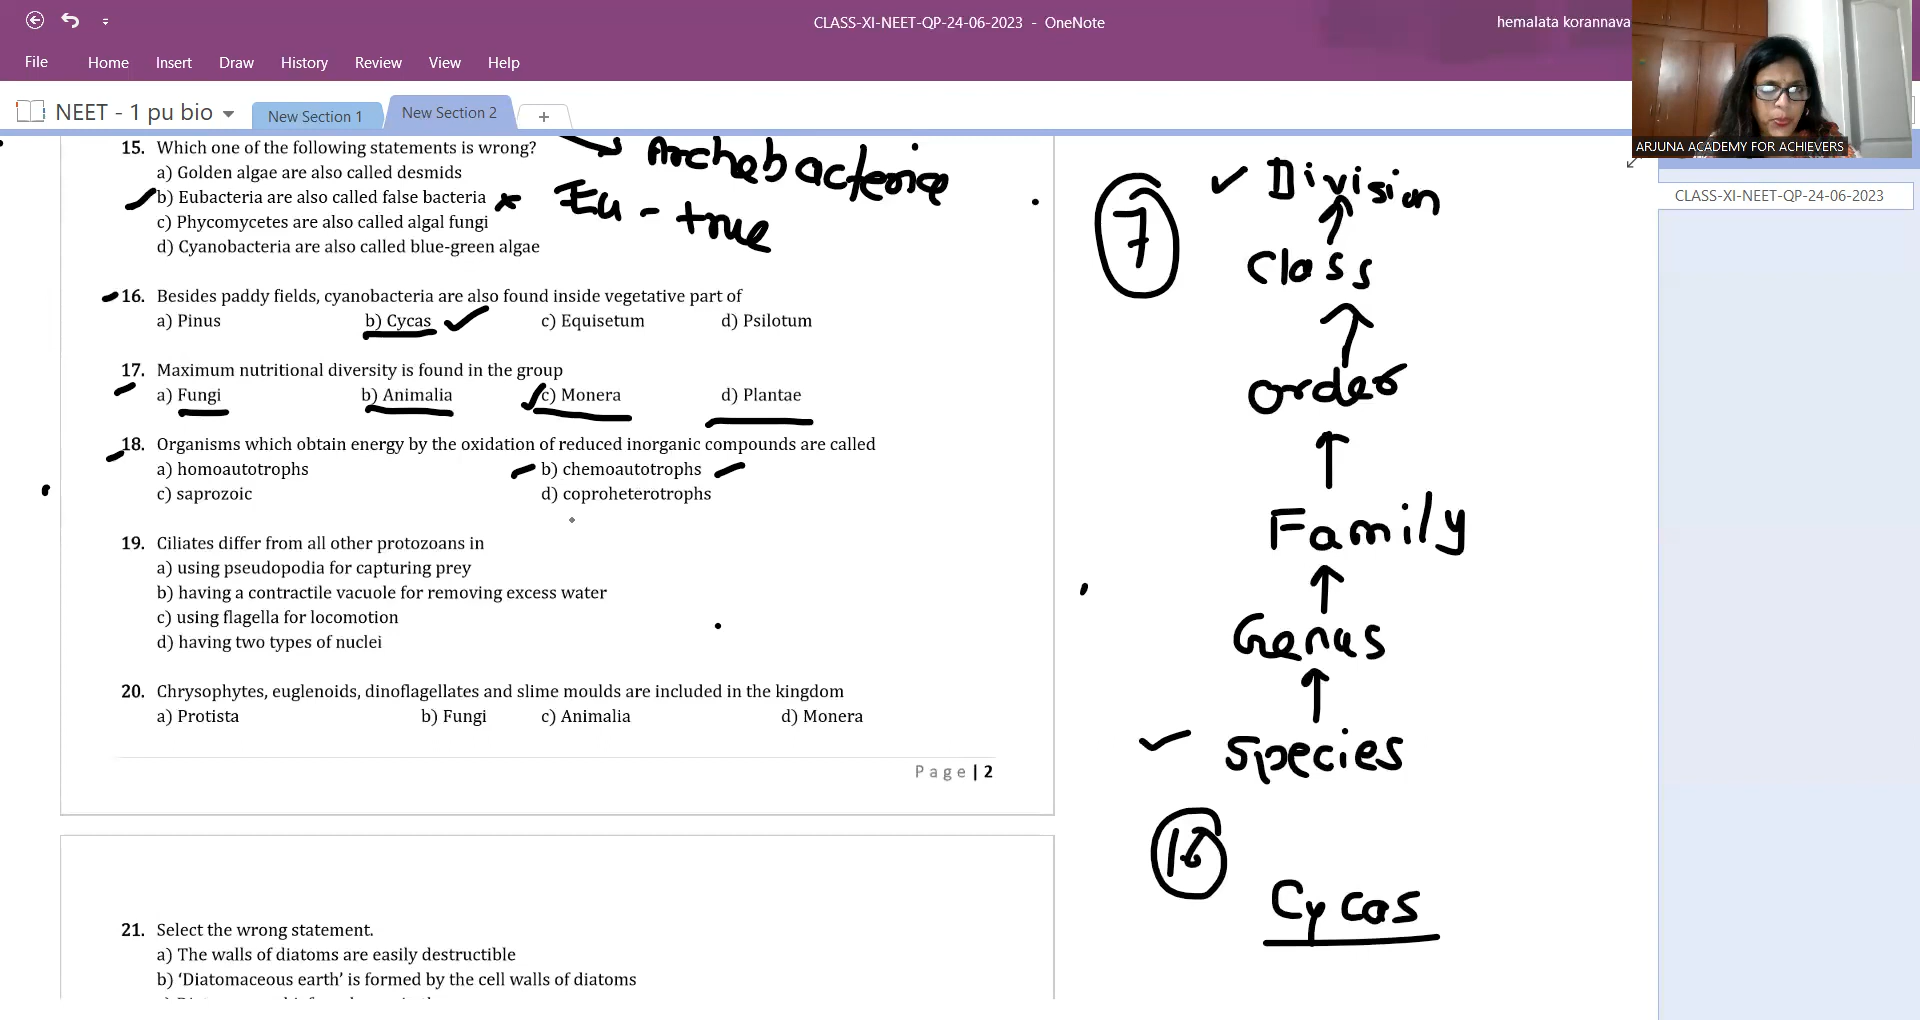 CLASS-XI-NEET-QP-24-06-2023 - OneNote
hemalata korannava
File Home Insert Draw History Review View Help
NEET - 1 pu bio New Section 1 New Section 2 +
ARJUNA ACADEMY FOR ACHIEVERS
CLASS-XI-NEET-QP-24-06-2023
15. Which one of the following statements is wrong?
a) Golden algae are also called desmids
b) Eubacteria are also called false bacteria
c) Phycomycetes are also called algal fungi
d) Cyanobacteria are also called blue-green algae
Archebacteria
Eu - true
16. Besides paddy fields, cyanobacteria are also found inside vegetative part of
a) Pinus b) Cycas c) Equisetum d) Psilotum
17. Maximum nutritional diversity is found in the group
a) Fungi b) Animalia c) Monera d) Plantae
18. Organisms which obtain energy by the oxidation of reduced inorganic compounds are called
a) homoautotrophs b) chemoautotrophs
c) saprozoic d) coproheterotrophs
19. Ciliates differ from all other protozoans in
a) using pseudopodia for capturing prey
b) having a contractile vacuole for removing excess water
c) using flagella for locomotion
d) having two types of nuclei
20. Chrysophytes, euglenoids, dinoflagellates and slime moulds are included in the kingdom
a) Protista b) Fungi c) Animalia d) Monera
Page | 2
21. Select the wrong statement.
a) The walls of diatoms are easily destructible
b) ‘Diatomaceous earth’ is formed by the cell walls of diatoms
7
Division
Class
order
Family
Genus
Species
16
Cycas